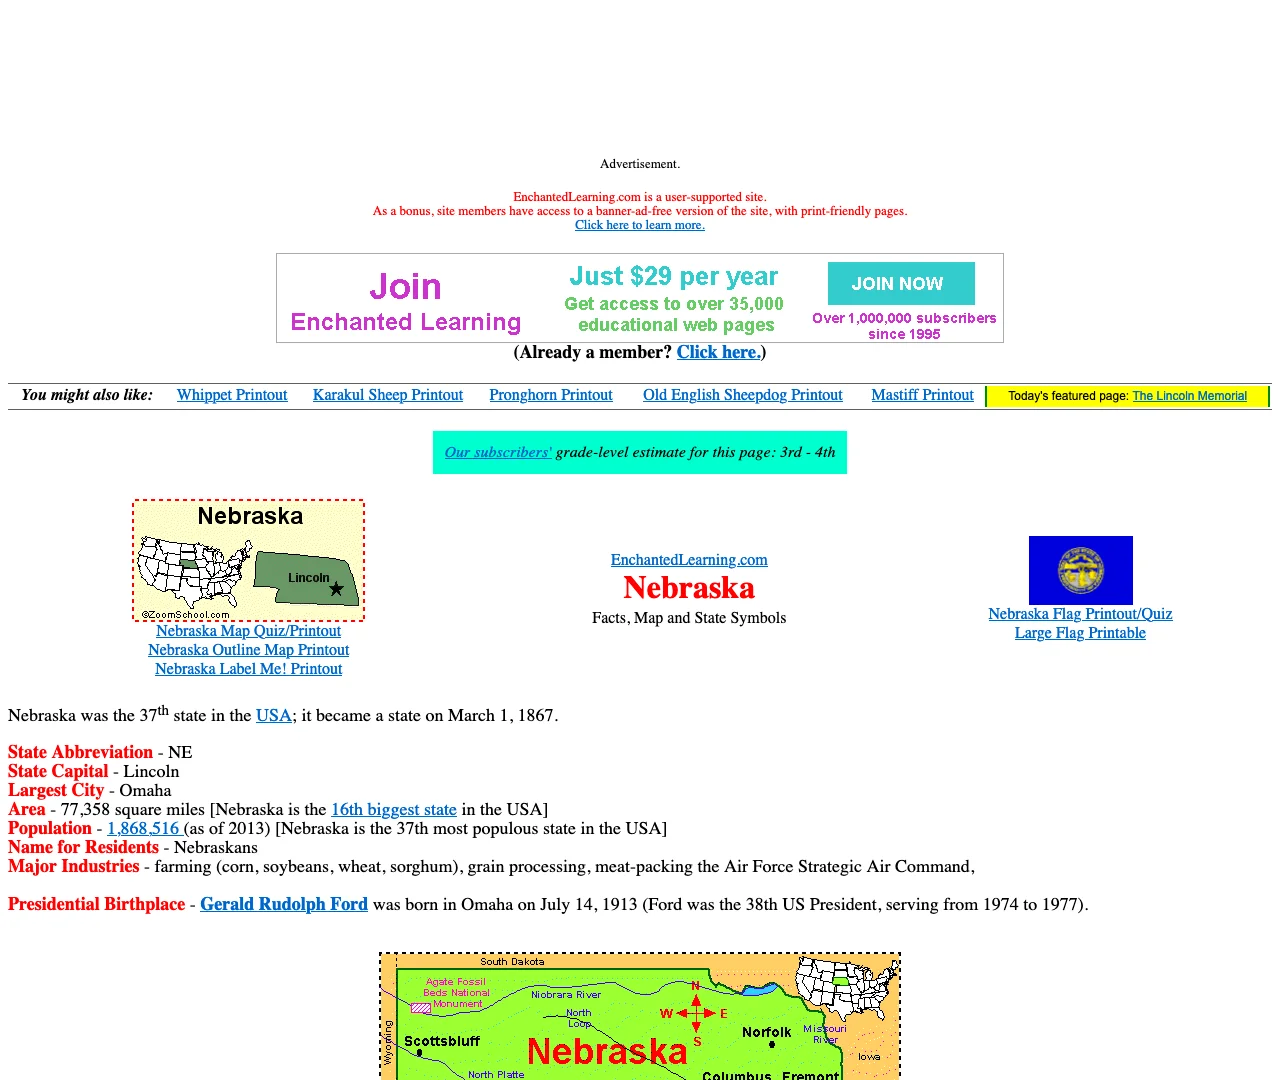 Advertisement.
EnchantedLearning.com is a user-supported site.
As a bonus, site members have access to a banner-ad-free version of the site, with print-friendly pages.
Click here to learn more.
Join
Enchanted Learning
Just $29 per year
Get access to over 35,000
educational web pages
JOIN NOW
Over 1,000,000 subscribers
since 1995
(Already a member? Click here.)
You might also like: Whippet Printout Karakul Sheep Printout Pronghorn Printout Old English Sheepdog Printout Mastiff Printout Today's featured page: The Lincoln Memorial
Our subscribers' grade-level estimate for this page: 3rd - 4th
Nebraska
Lincoln
©ZoomSchool.com
Nebraska Map Quiz/Printout
Nebraska Outline Map Printout
Nebraska Label Me! Printout
EnchantedLearning.com
Nebraska
Facts, Map and State Symbols
Nebraska Flag Printout/Quiz
Large Flag Printable
Nebraska was the 37th state in the USA; it became a state on March 1, 1867.
State Abbreviation - NE
State Capital - Lincoln
Largest City - Omaha
Area - 77,358 square miles [Nebraska is the 16th biggest state in the USA]
Population - 1,868,516 (as of 2013) [Nebraska is the 37th most populous state in the USA]
Name for Residents - Nebraskans
Major Industries - farming (corn, soybeans, wheat, sorghum), grain processing, meat-packing the Air Force Strategic Air Command,
Presidential Birthplace - Gerald Rudolph Ford was born in Omaha on July 14, 1913 (Ford was the 38th US President, serving from 1974 to 1977).
South Dakota
Agate Fossil
Beds National
Monument
Niobrara River
North
Loop
N
W E
S
Norfolk
Missouri
River
Wyoming
Scottsbluff
Nebraska
Iowa
North Platte
Columbus Fremont